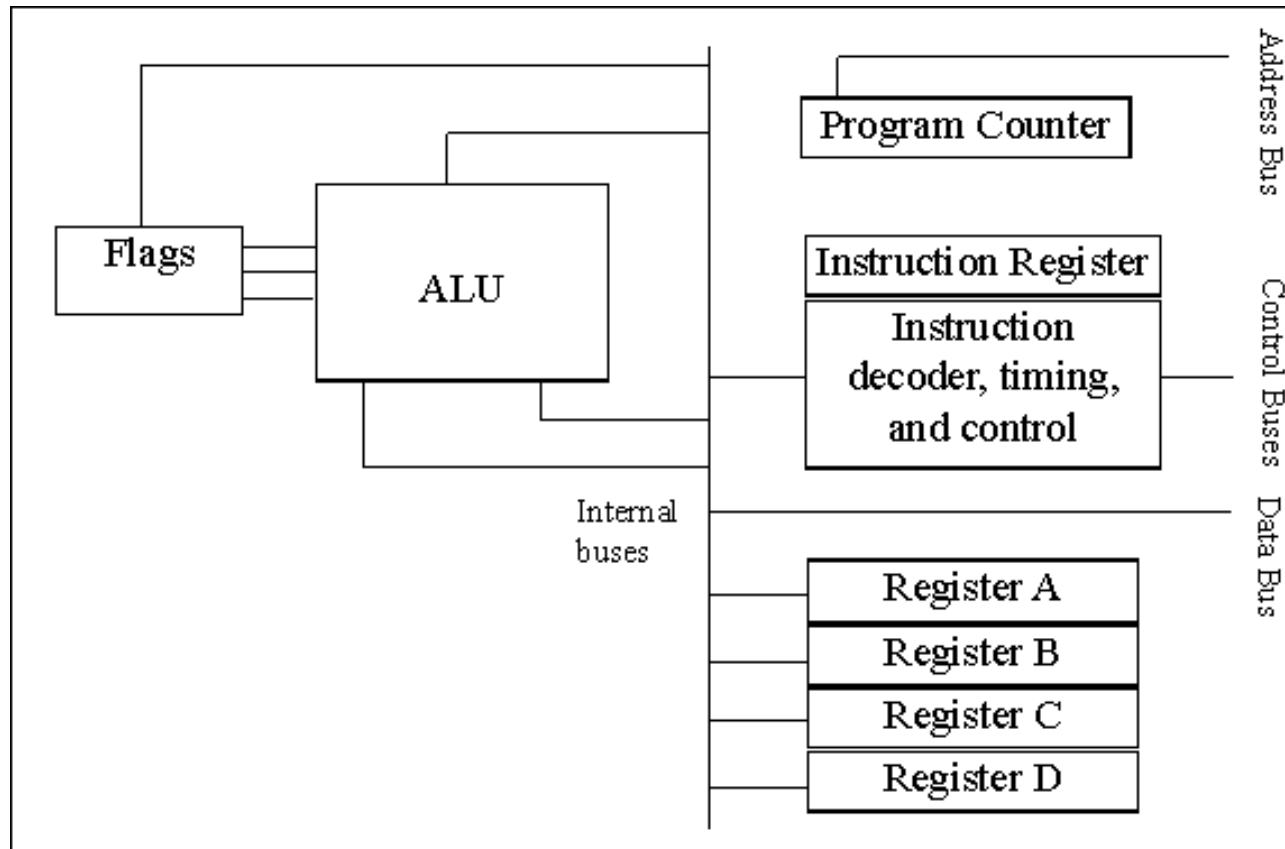 Address Bus
Program Counter
Flags
ALU
Instruction Register
Instruction
decoder, timing,
and control
Control Buses
Internal
buses
Data Bus
Register A
Register B
Register C
Register D